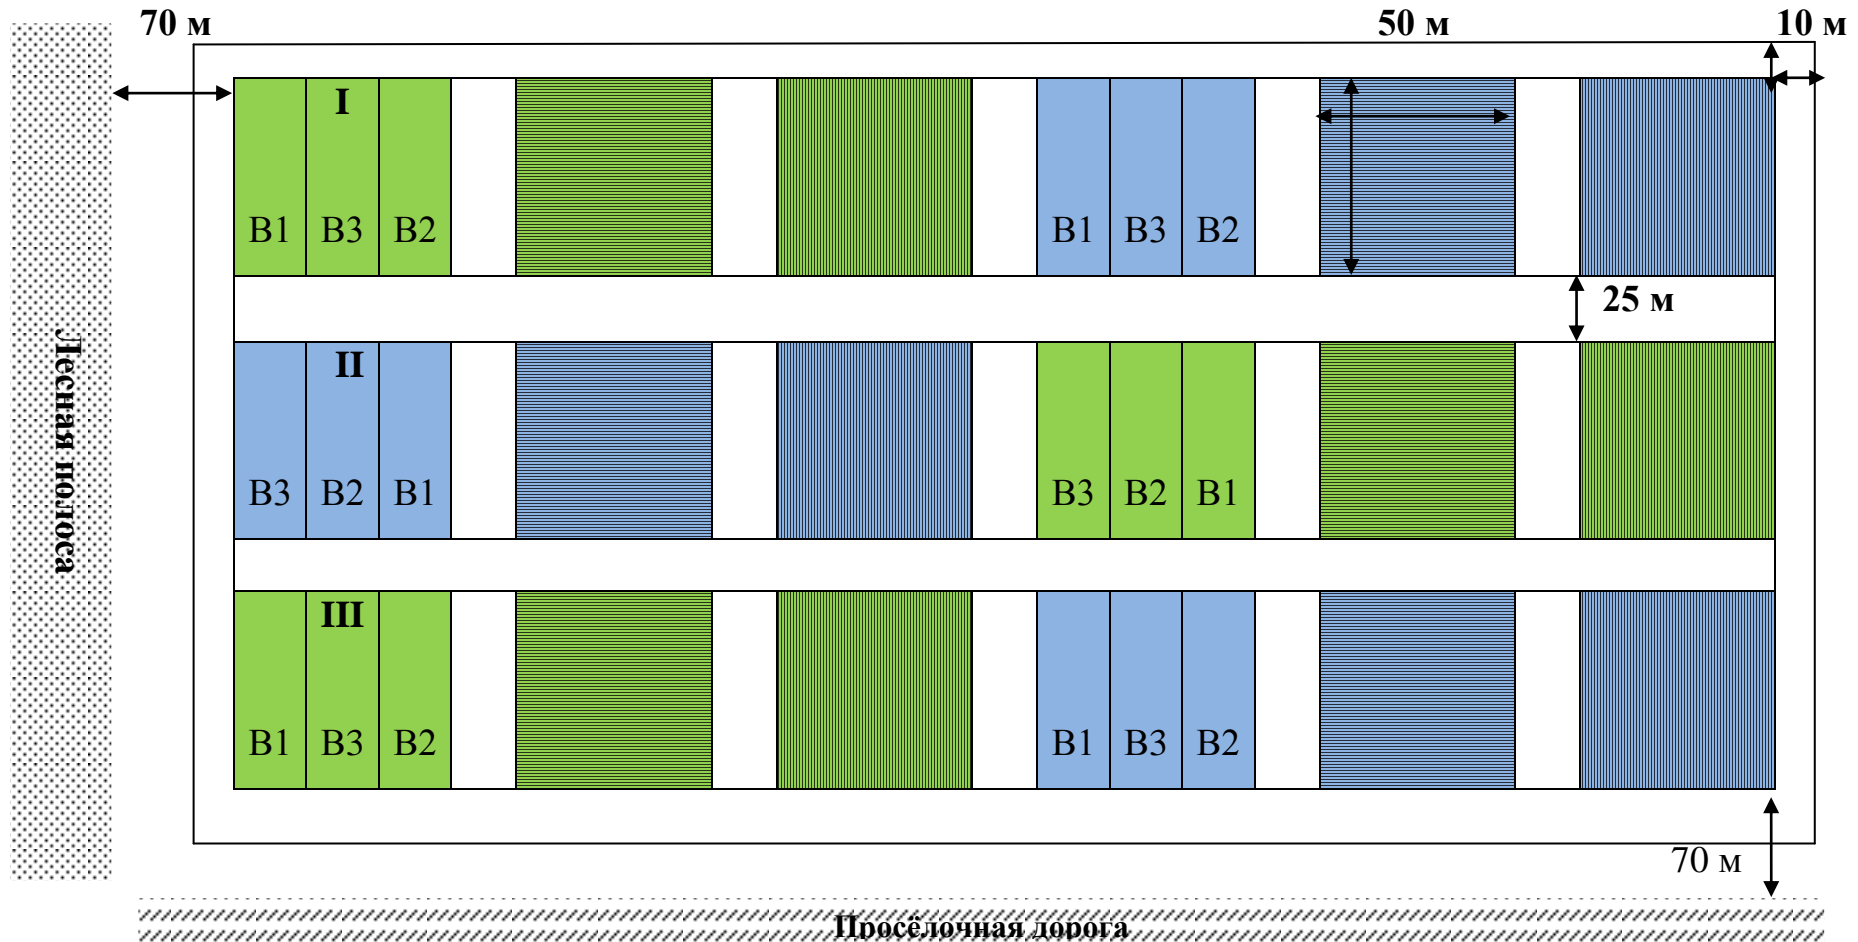 70 м 50 м 10 м
I
B1 B3 B2 B1 B3 B2
25 м
II
B3 B2 B1 B3 B2 B1
III
B1 B3 B2 B1 B3 B2
Лесная полоса
70 м
Просёлочная дорога